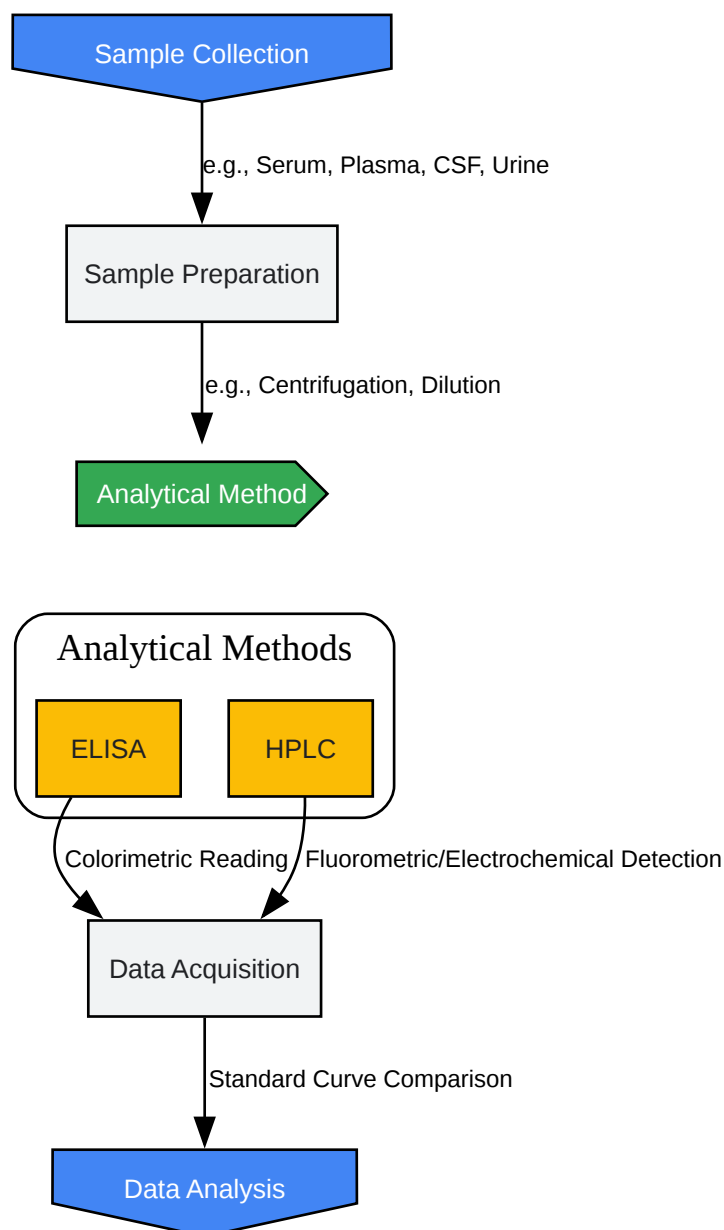 Sample Collection
e.g., Serum, Plasma, CSF, Urine
Sample Preparation
e.g., Centrifugation, Dilution
Analytical Method
Analytical Methods
ELISA
HPLC
Colorimetric Reading
Fluorometric/Electrochemical Detection
Data Acquisition
Standard Curve Comparison
Data Analysis